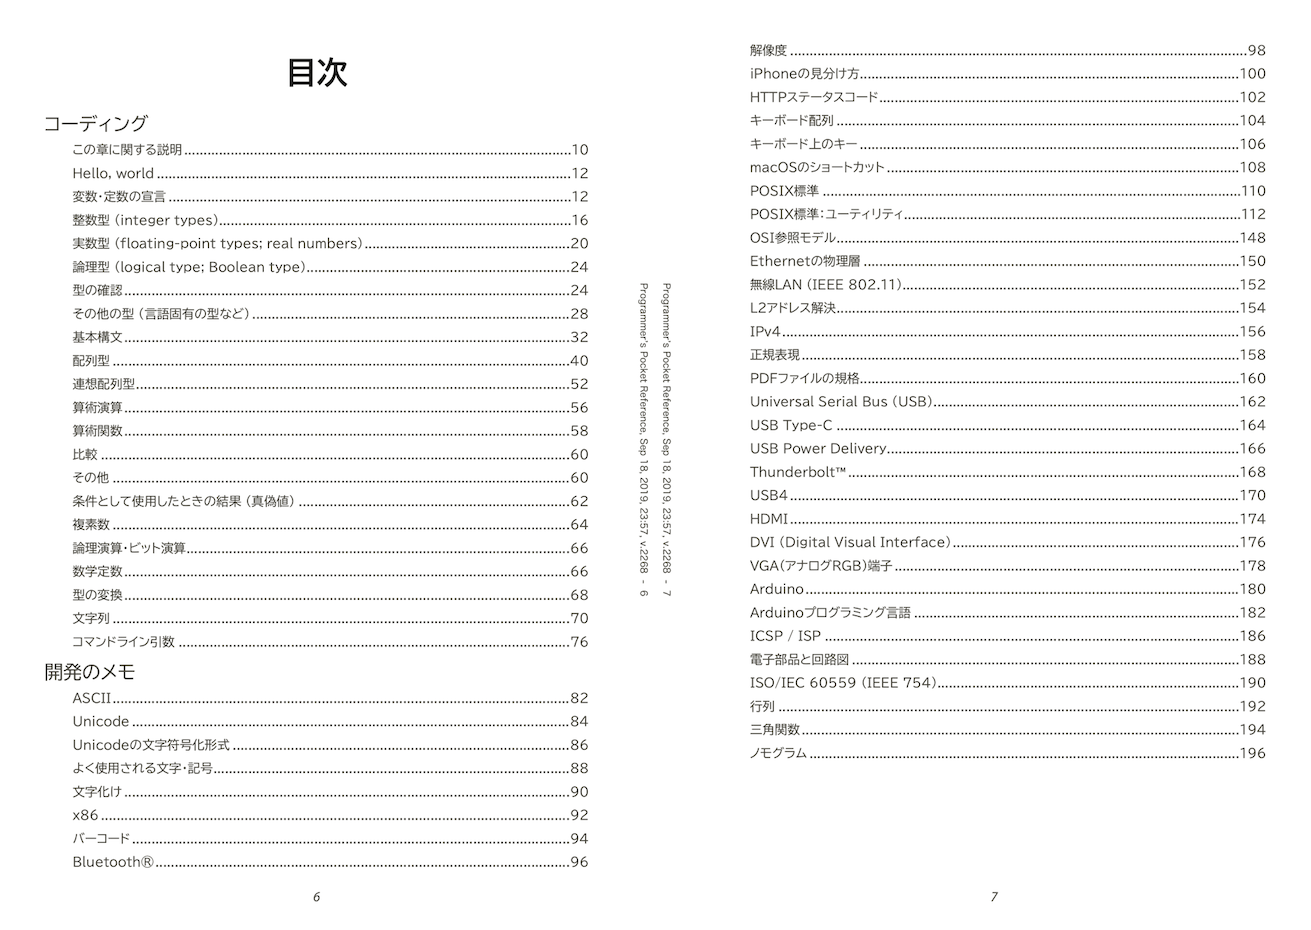 目次
コーディング
この章に関する説明 10
Hello, world 12
変数・定数の宣言 12
整数型（integer types） 16
実数型（floating-point types; real numbers） 20
論理型（logical type; Boolean type） 24
型の確認 24
その他の型（言語固有の型など） 28
基本構文 32
配列型 40
連想配列型 52
算術演算 56
算術関数 58
比較 60
その他 60
条件として使用したときの結果（真偽値） 62
複素数 64
論理演算・ビット演算 66
数学定数 66
型の変換 68
文字列 70
コマンドライン引数 76
開発のメモ
ASCII 82
Unicode 84
Unicodeの文字符号化形式 86
よく使用される文字・記号 88
文字化け 90
x86 92
バーコード 94
Bluetooth® 96
6
Programmer's Pocket Reference, Sep 18, 2019, 23:57, v.2268 - 6
Programmer's Pocket Reference, Sep 18, 2019, 23:57, v.2268 - 7
解像度 98
iPhoneの見分け方 100
HTTPステータスコード 102
キーボード配列 104
キーボード上のキー 106
macOSのショートカット 108
POSIX標準 110
POSIX標準：ユーティリティ 112
OSI参照モデル 148
Ethernetの物理層 150
無線LAN（IEEE 802.11） 152
L2アドレス解決 154
IPv4 156
正規表現 158
PDFファイルの規格 160
Universal Serial Bus（USB） 162
USB Type-C 164
USB Power Delivery 166
Thunderbolt™ 168
USB4 170
HDMI 174
DVI（Digital Visual Interface） 176
VGA（アナログRGB）端子 178
Arduino 180
Arduinoプログラミング言語 182
ICSP / ISP 186
電子部品と回路図 188
ISO/IEC 60559（IEEE 754） 190
行列 192
三角関数 194
ノモグラム 196
7